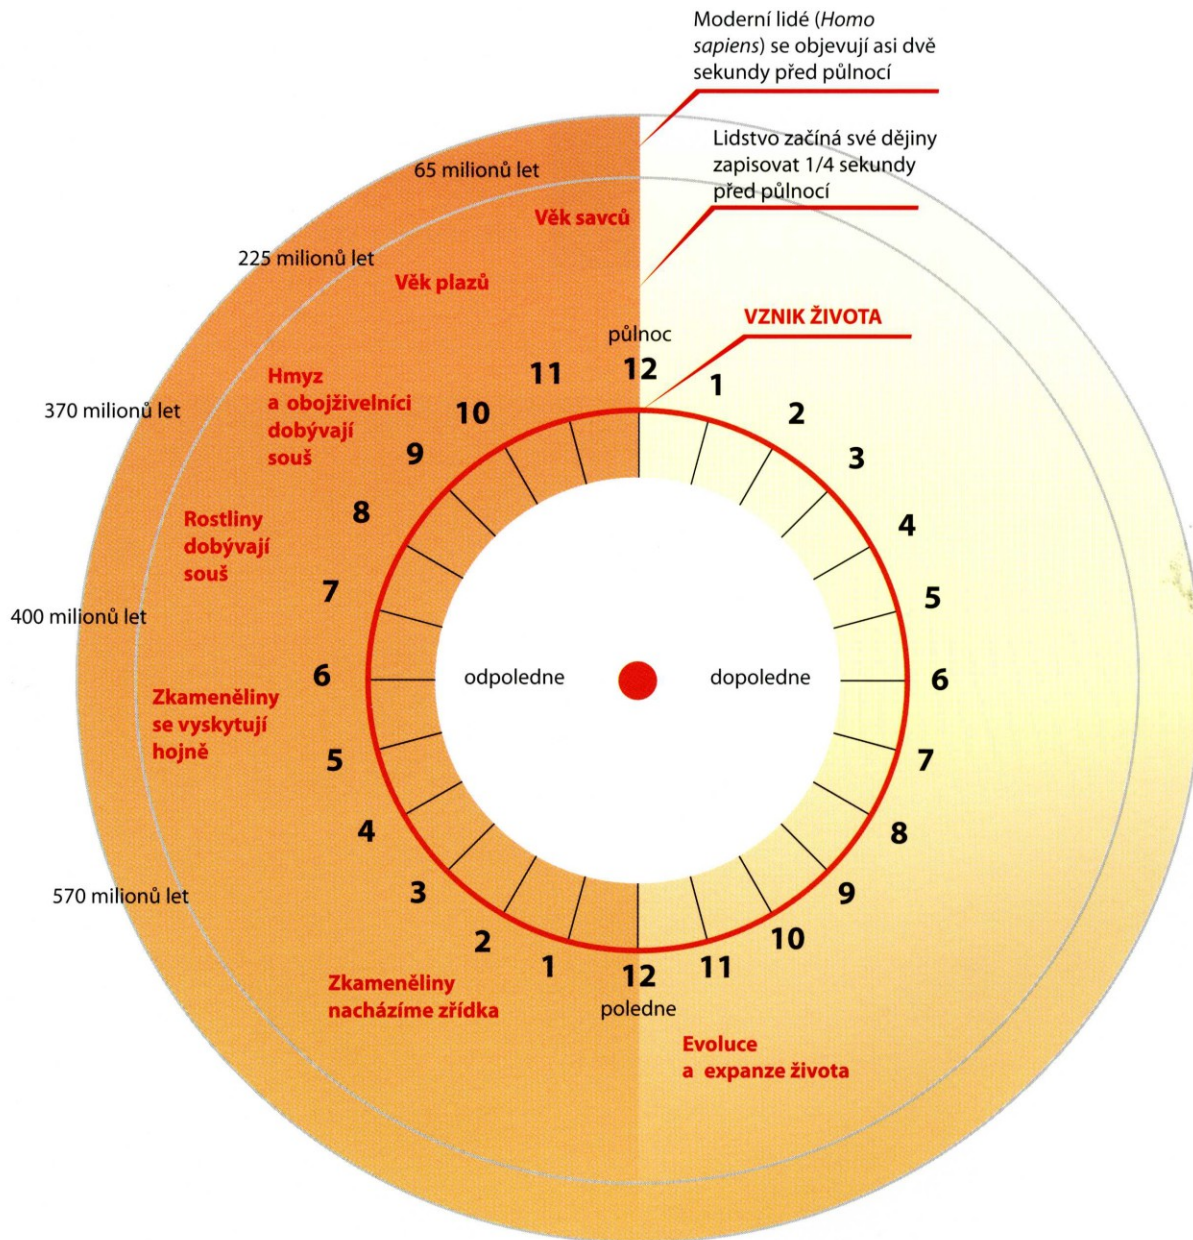 Moderní lidé (Homo
sapiens) se objevují asi dvě
sekundy před půlnocí
Lidstvo začíná své dějiny
zapisovat 1/4 sekundy
před půlnocí
65 milionů let
Věk savců
225 milionů let
Věk plazů
VZNIK ŽIVOTA
půlnoc
12
1
2
3
4
5
6
7
8
9
10
11
12
poledne
1
2
3
4
5
6
7
8
9
10
11
Hmyz
a obojživelníci
dobývají
souš
370 milionů let
Rostliny
dobývají
souš
400 milionů let
odpoledne
dopoledne
Zkameněliny
se vyskytují
hojně
570 milionů let
Zkameněliny
nacházíme zřídka
Evoluce
a expanze života